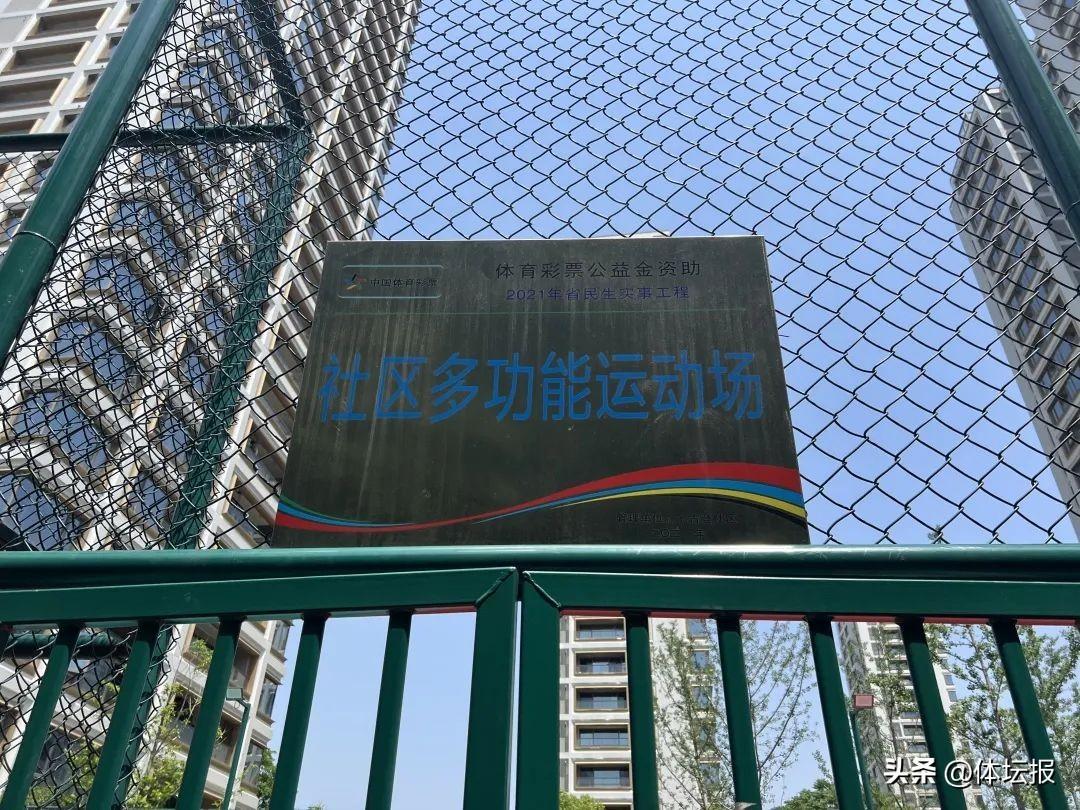 中国体育彩票
体育彩票公益金资助
2021年省民生实事工程
社区多功能运动场
头条 @体坛报